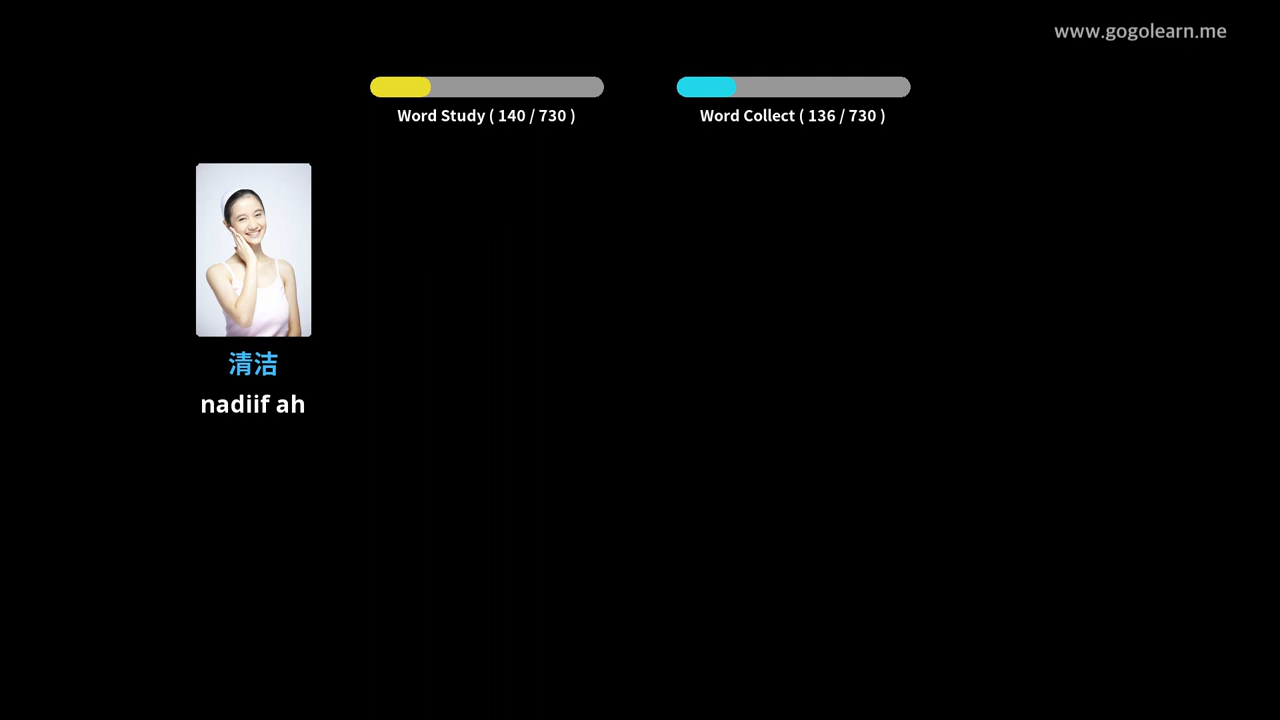 www.gogolearn.me
Word Study ( 140 / 730 )
Word Collect ( 136 / 730 )
清洁
nadiif ah